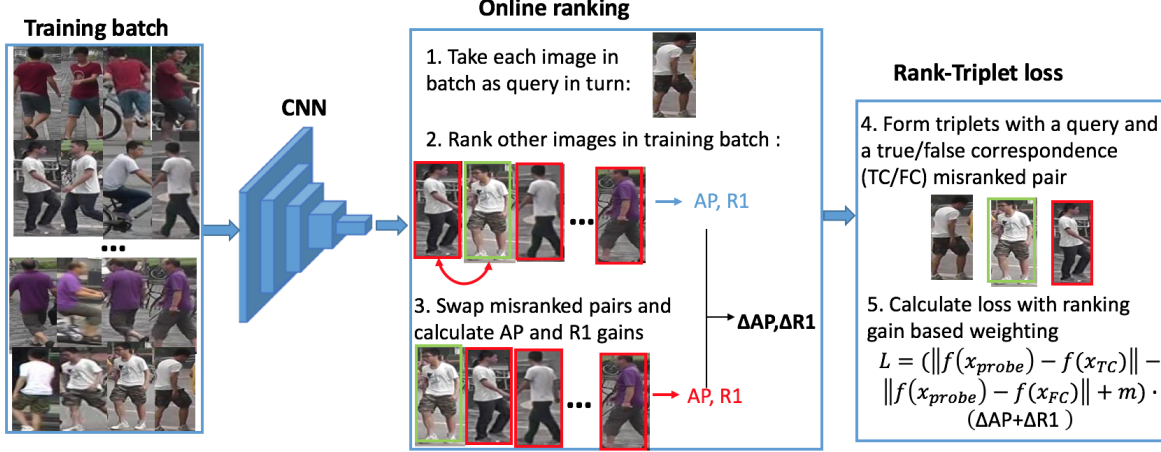 Training batch
...
CNN
Online ranking
1. Take each image in
batch as query in turn:
2. Rank other images in training batch :
...
AP, R1
3. Swap misranked pairs and
calculate AP and R1 gains
ΔAP,ΔR1
...
AP, R1
Rank-Triplet loss
4. Form triplets with a query and
a true/false correspondence
(TC/FC) misranked pair
5. Calculate loss with ranking
gain based weighting
L = (‖f(x_probe) − f(x_TC)‖ −
‖f(x_probe) − f(x_FC)‖ + m) ·
(ΔAP+ΔR1 )